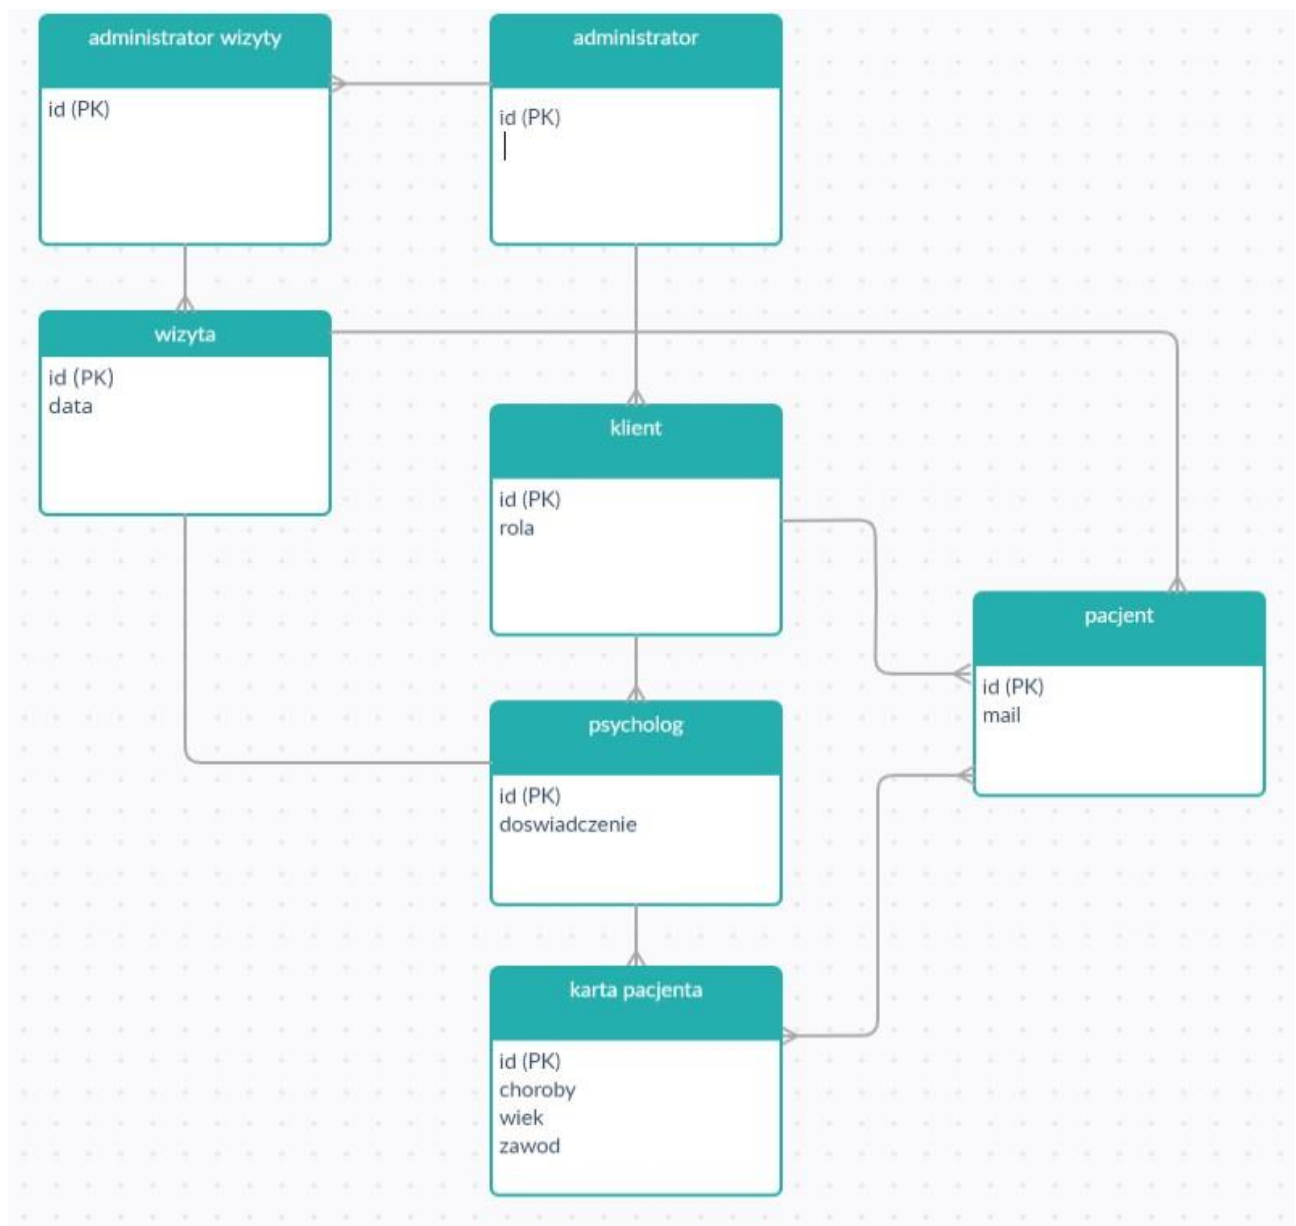 administrator wizyty
id (PK)
administrator
id (PK)
wizyta
id (PK)
data
klient
id (PK)
rola
pacjent
id (PK)
mail
psycholog
id (PK)
doswiadczenie
karta pacjenta
id (PK)
choroby
wiek
zawod